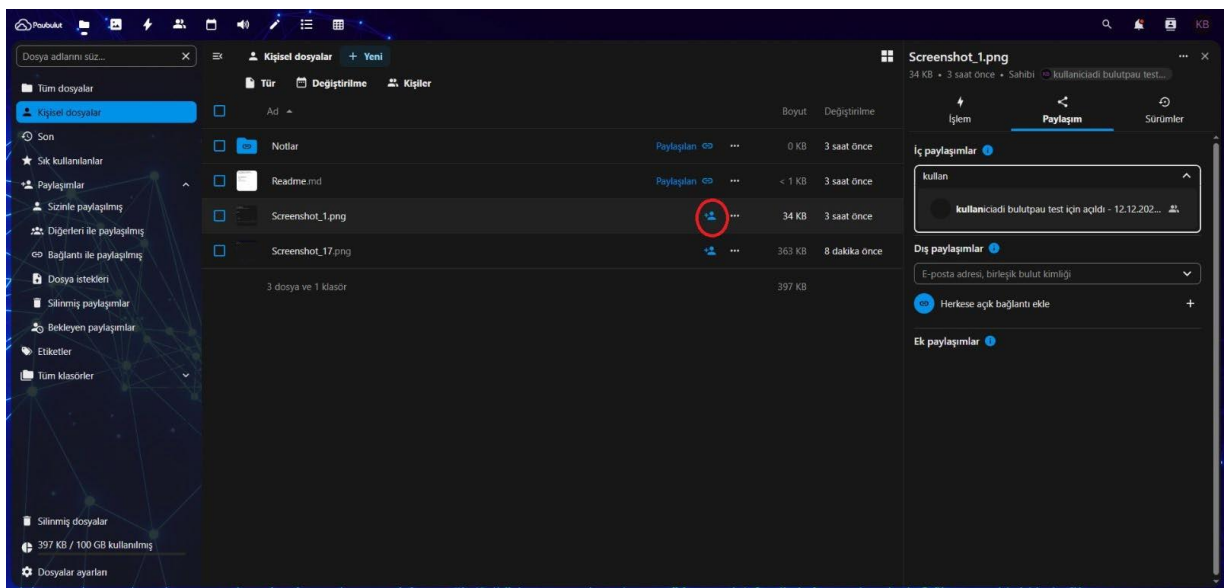 Paubulut
KB
Dosya adlarını süz...
Tüm dosyalar
Kişisel dosyalar
Son
Sık kullanılanlar
Paylaşımlar
Sizinle paylaşılmış
Diğerleri ile paylaşılmış
Bağlantı ile paylaşılmış
Dosya istekleri
Silinmiş paylaşımlar
Bekleyen paylaşımlar
Etiketler
Tüm klasörler
Silinmiş dosyalar
397 KB / 100 GB kullanılmış
Dosyalar ayarları
Kişisel dosyalar + Yeni
Tür Değiştirilme Kişiler
Ad Boyut Değiştirilme
Notlar Paylaşılan 0 KB 3 saat önce
Readme.md Paylaşılan < 1 KB 3 saat önce
Screenshot_1.png 34 KB 3 saat önce
Screenshot_17.png 363 KB 8 dakika önce
3 dosya ve 1 klasör 397 KB
Screenshot_1.png
34 KB • 3 saat önce • Sahibi kullaniciadi bulutpau test...
İşlem Paylaşım Sürümler
İç paylaşımlar
kullan
kullaniciadi bulutpau test için açıldı - 12.12.202...
Dış paylaşımlar
E-posta adresi, birleşik bulut kimliği
Herkese açık bağlantı ekle
Ek paylaşımlar